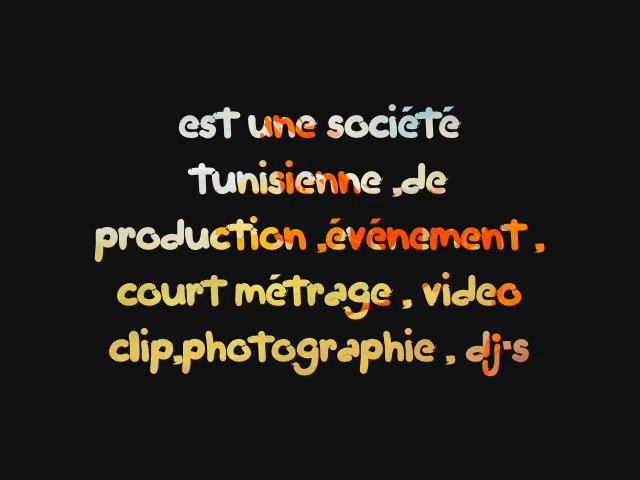 est une société
tunisienne ,de
production ,événement ,
court métrage , video
clip,photographie , dj's